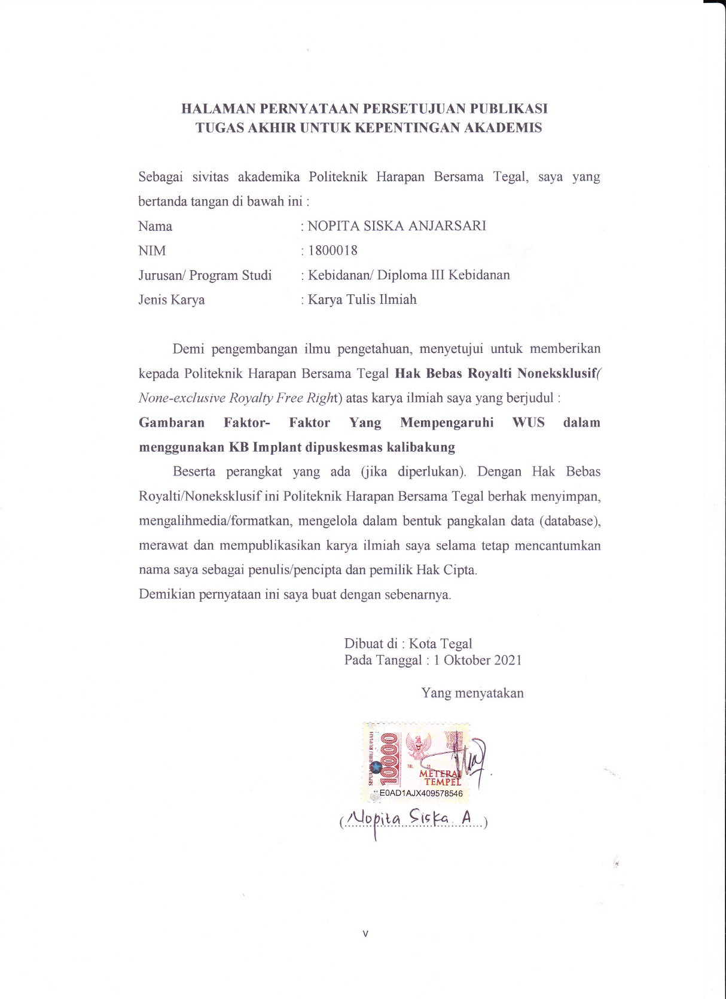 HALAMAN PERNYATAAN PERSETUJUAN PUBLIKASI
TUGAS AKHIR UNTUK KEPENTINGAN AKADEMIS
Sebagai sivitas akademika Politeknik Harapan Bersama Tegal, saya yang
bertanda tangan di bawah ini :
Nama : NOPITA SISKA ANJARSARI
NIM : 1800018
Jurusan/ Program Studi : Kebidanan/ Diploma III Kebidanan
Jenis Karya : Karya Tulis Ilmiah
Demi pengembangan ilmu pengetahuan, menyetujui untuk memberikan
kepada Politeknik Harapan Bersama Tegal Hak Bebas Royalti Noneksklusif(
None-exclusive Royalty Free Right) atas karya ilmiah saya yang berjudul :
Gambaran Faktor- Faktor Yang Mempengaruhi WUS dalam
menggunakan KB Implant dipuskesmas kalibakung
Beserta perangkat yang ada (jika diperlukan). Dengan Hak Bebas
Royalti/Noneksklusif ini Politeknik Harapan Bersama Tegal berhak menyimpan,
mengalihmedia/formatkan, mengelola dalam bentuk pangkalan data (database),
merawat dan mempublikasikan karya ilmiah saya selama tetap mencantumkan
nama saya sebagai penulis/pencipta dan pemilik Hak Cipta.
Demikian pernyataan ini saya buat dengan sebenarnya.
Dibuat di : Kota Tegal
Pada Tanggal : 1 Oktober 2021
Yang menyatakan
RIBU RUPIAH
10000
TGL. 20
METERAI
TEMPEL
E0AD1AJX409578546
(Nopita Siska A)
v